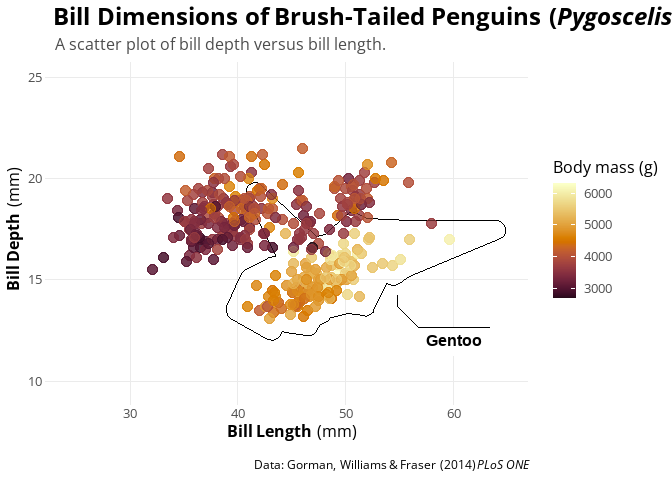 Bill Dimensions of Brush-Tailed Penguins (Pygoscelis
A scatter plot of bill depth versus bill length.
25
20
15
10
Bill Depth (mm)
30 40 50 60
Bill Length (mm)
Gentoo
Body mass (g)
6000
5000
4000
3000
Data: Gorman, Williams & Fraser (2014) PLoS ONE